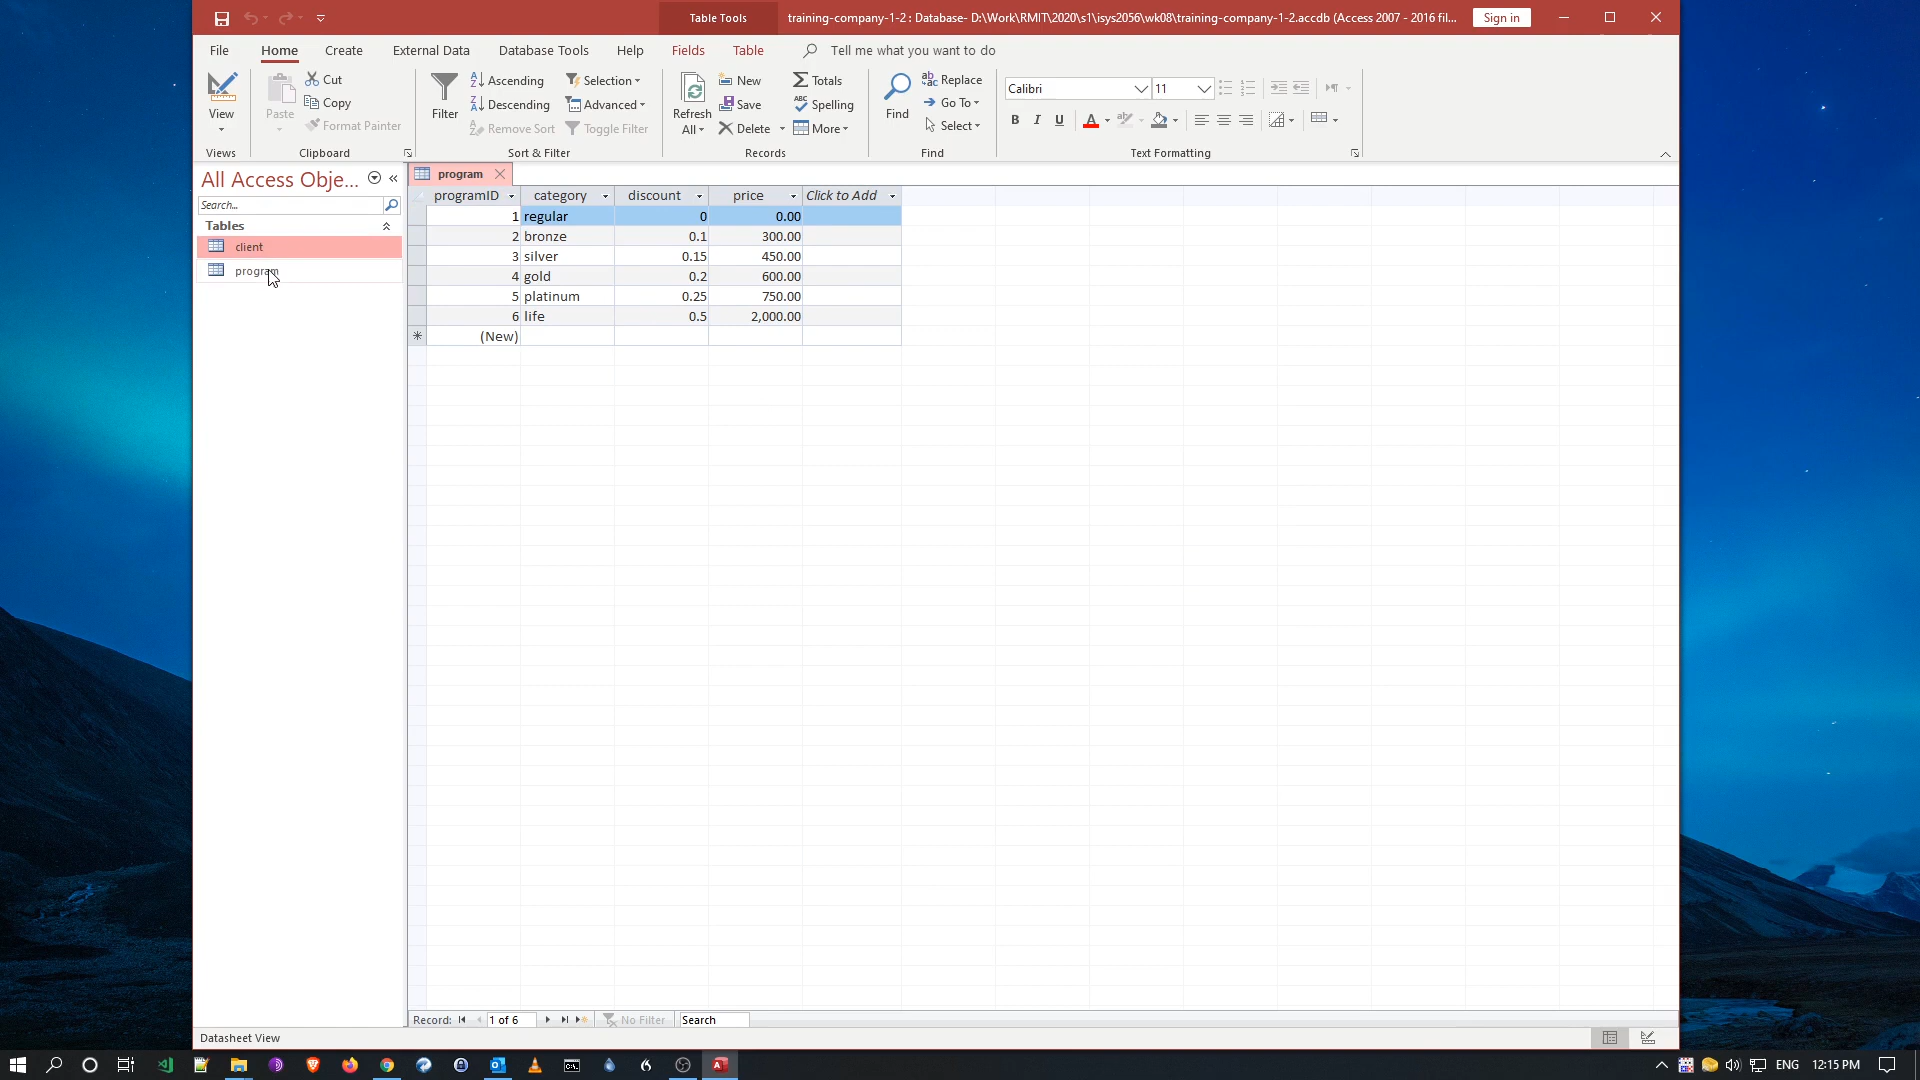 Table Tools
training-company-1-2 : Database- D:\Work\RMIT\2020\s1\isys2056\wk08\training-company-1-2.accdb (Access 2007 - 2016 fil...
Sign in
File Home Create External Data Database Tools Help Fields Table Tell me what you want to do
View
Views
Paste
Cut
Copy
Format Painter
Clipboard
Filter
Ascending
Descending
Remove Sort
Selection
Advanced
Toggle Filter
Sort & Filter
Refresh
All
New
Save
Delete
Totals
Spelling
More
Records
Find
Replace
Go To
Select
Find
Calibri
11
B I U
Text Formatting
All Access Obje...
Search...
Tables
client
program
program
programID category discount price Click to Add
1 regular 0 0.00
2 bronze 0.1 300.00
3 silver 0.15 450.00
4 gold 0.2 600.00
5 platinum 0.25 750.00
6 life 0.5 2,000.00
(New)
Record: 1 of 6 No Filter Search
Datasheet View
ENG 12:15 PM